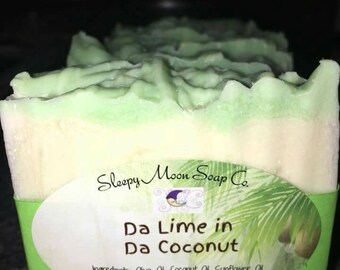 Sleepy Moon Soap Co.
Da Lime in
Da Coconut
Ingredients: Olive Oil, Coconut Oil, Sunflower Oil,